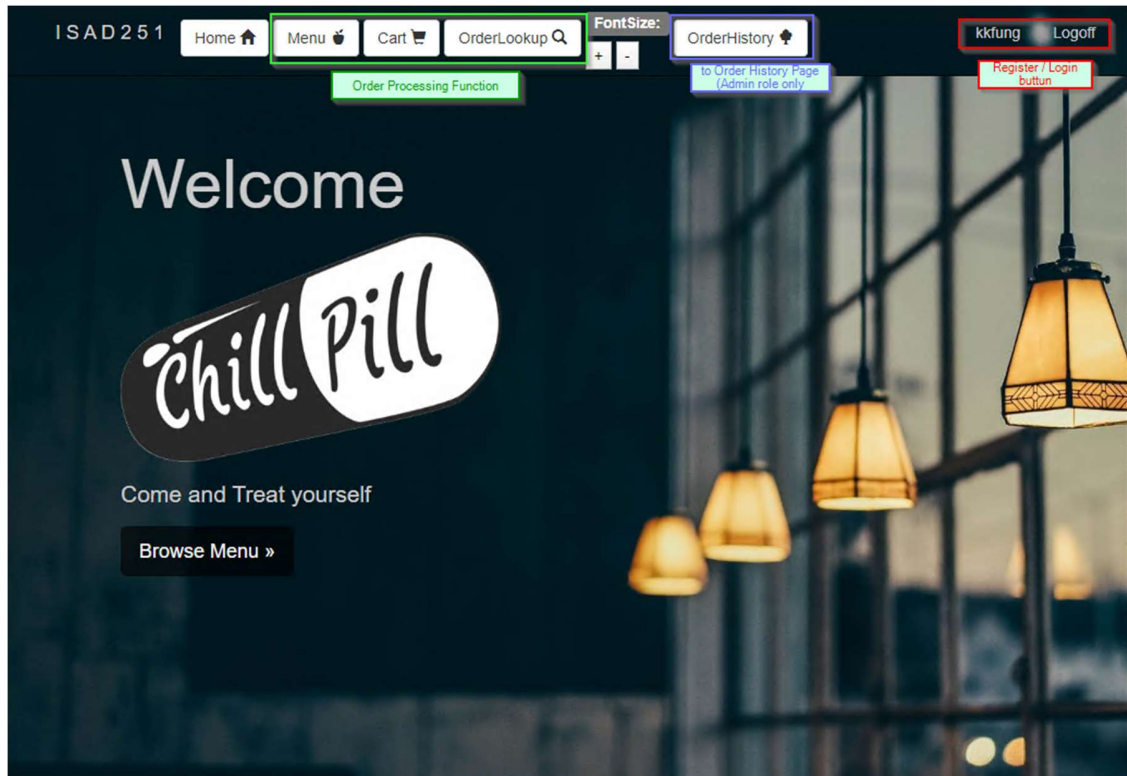 ISAD251
Home
Menu
Cart
OrderLookup
FontSize:
+ -
OrderHistory
kkfung Logoff
Order Processing Function
to Order History Page
(Admin role only
Register / Login
buttun
Welcome
Chill Pill
Come and Treat yourself
Browse Menu »